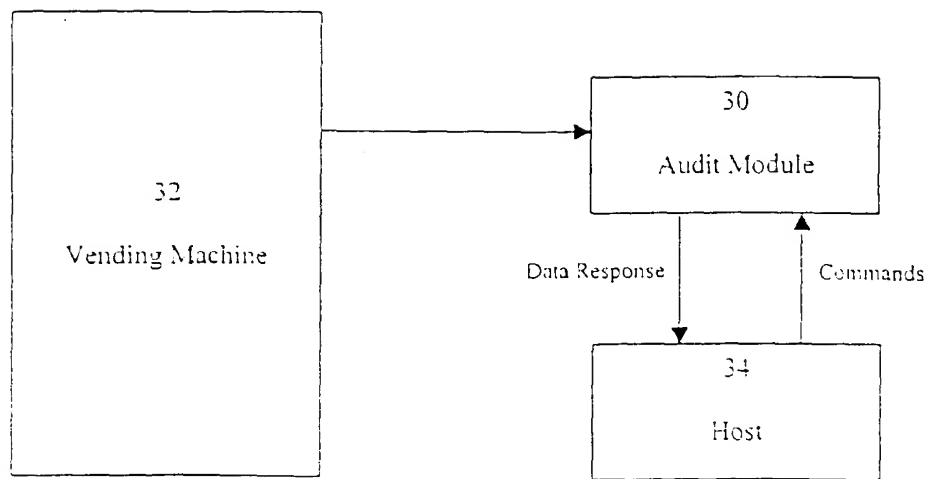 30
Audit Module
32
Vending Machine
Data Response
Commands
34
Host